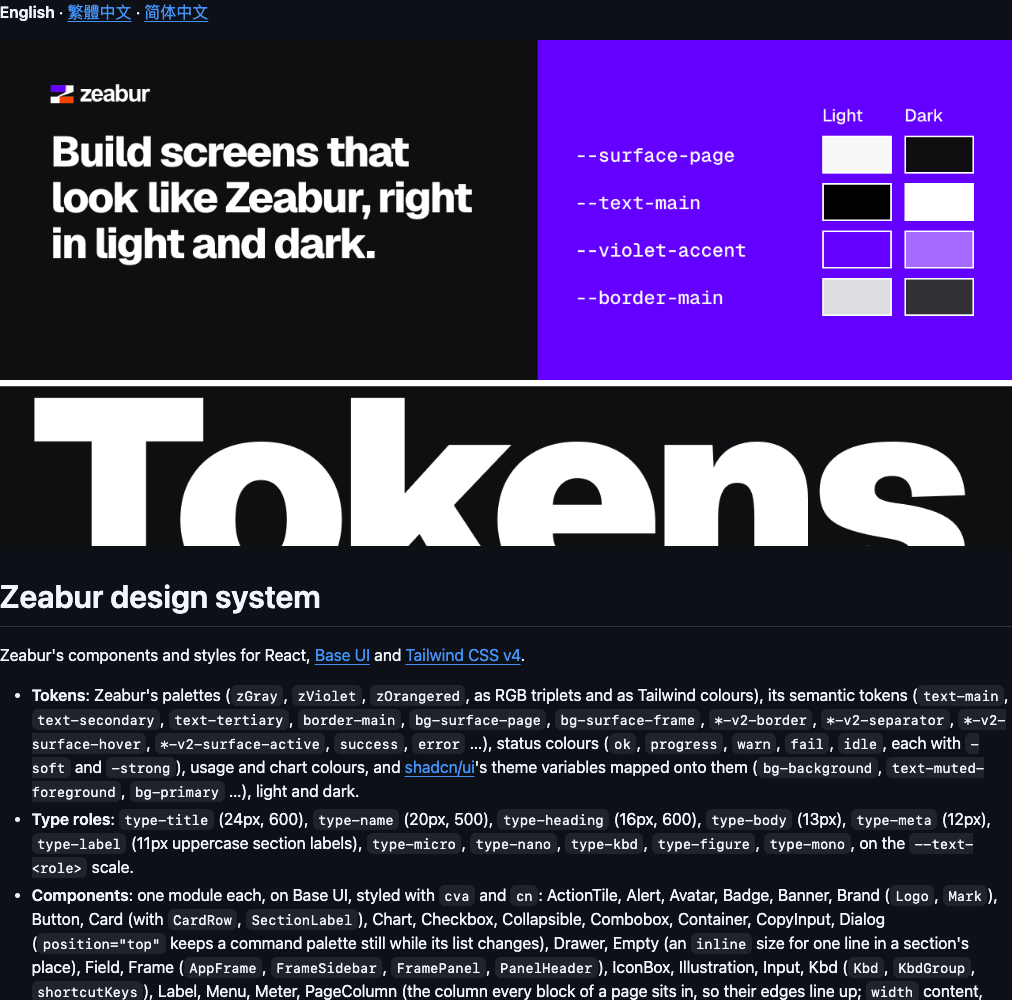 English · 繁體中文 · 简体中文
zeabur
Build screens that
look like Zeabur, right
in light and dark.
Light Dark
--surface-page
--text-main
--violet-accent
--border-main
Tokens
Zeabur design system
Zeabur's components and styles for React, Base UI and Tailwind CSS v4.
• Tokens: Zeabur's palettes ( zGray , zViolet , zOrangered , as RGB triplets and as Tailwind colours), its semantic tokens ( text-main ,
text-secondary , text-tertiary , border-main , bg-surface-page , bg-surface-frame , *-v2-border , *-v2-separator , *-v2-
surface-hover , *-v2-surface-active , success , error ...), status colours ( ok , progress , warn , fail , idle , each with -
soft and -strong ), usage and chart colours, and shadcn/ui's theme variables mapped onto them ( bg-background , text-muted-
foreground , bg-primary ...), light and dark.
• Type roles: type-title (24px, 600), type-name (20px, 500), type-heading (16px, 600), type-body (13px), type-meta (12px),
type-label (11px uppercase section labels), type-micro , type-nano , type-kbd , type-figure , type-mono , on the --text-
<role> scale.
• Components: one module each, on Base UI, styled with cva and cn : ActionTile, Alert, Avatar, Badge, Banner, Brand ( Logo , Mark ),
Button, Card (with CardRow , SectionLabel ), Chart, Checkbox, Collapsible, Combobox, Container, CopyInput, Dialog
( position="top" keeps a command palette still while its list changes), Drawer, Empty (an inline size for one line in a section's
place), Field, Frame ( AppFrame , FrameSidebar , FramePanel , PanelHeader ), IconBox, Illustration, Input, Kbd ( Kbd , KbdGroup ,
shortcutKeys ), Label, Menu, Meter, PageColumn (the column every block of a page sits in, so their edges line up; width content,